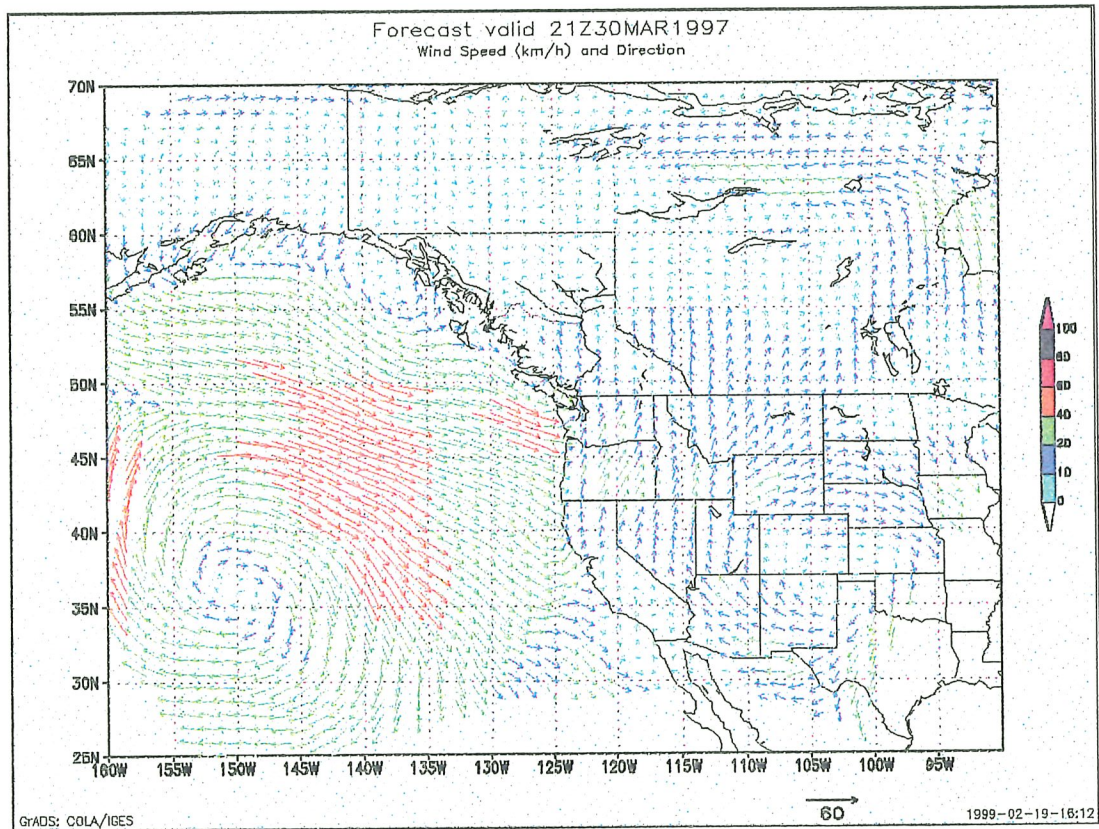 Forecast valid 21Z30MAR1997
Wind Speed (km/h) and Direction
70N
65N
60N
55N
50N
45N
40N
35N
30N
25N
160W 155W 150W 145W 140W 135W 130W 125W 120W 115W 110W 105W 100W 95W
100
80
60
40
20
10
0
60
GrADS: COLA/IGES
1999-02-19-16:12